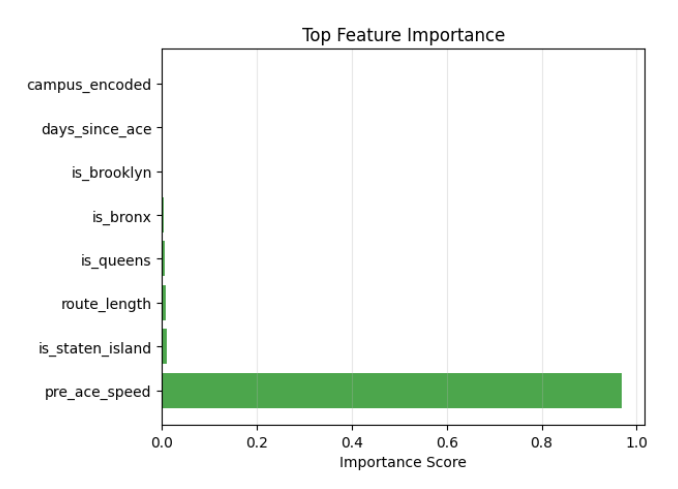 Top Feature Importance
campus_encoded
days_since_ace
is_brooklyn
is_bronx
is_queens
route_length
is_staten_island
pre_ace_speed
0.0 0.2 0.4 0.6 0.8 1.0
Importance Score